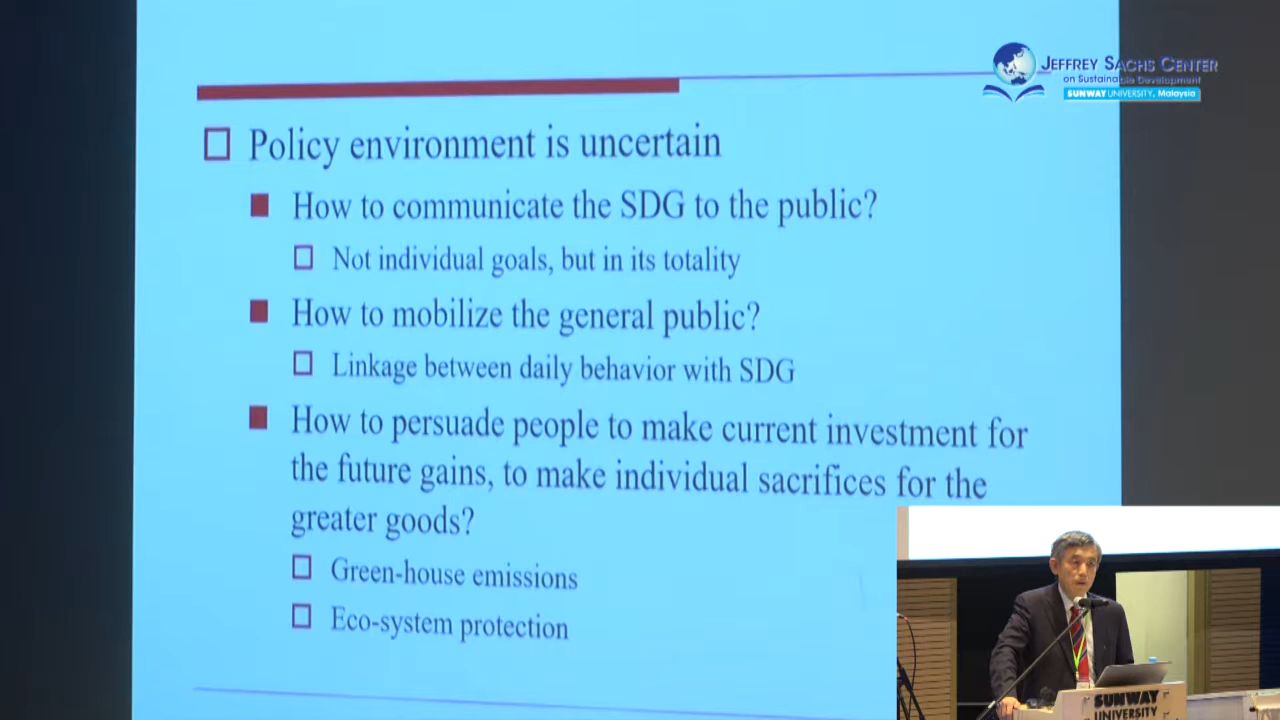 JEFFREY SACHS CENTER
on Sustainable Development
SUNWAY UNIVERSITY, Malaysia
Policy environment is uncertain
How to communicate the SDG to the public?
Not individual goals, but in its totality
How to mobilize the general public?
Linkage between daily behavior with SDG
How to persuade people to make current investment for
the future gains, to make individual sacrifices for the
greater goods?
Green-house emissions
Eco-system protection
SUNWAY
UNIVERSITY